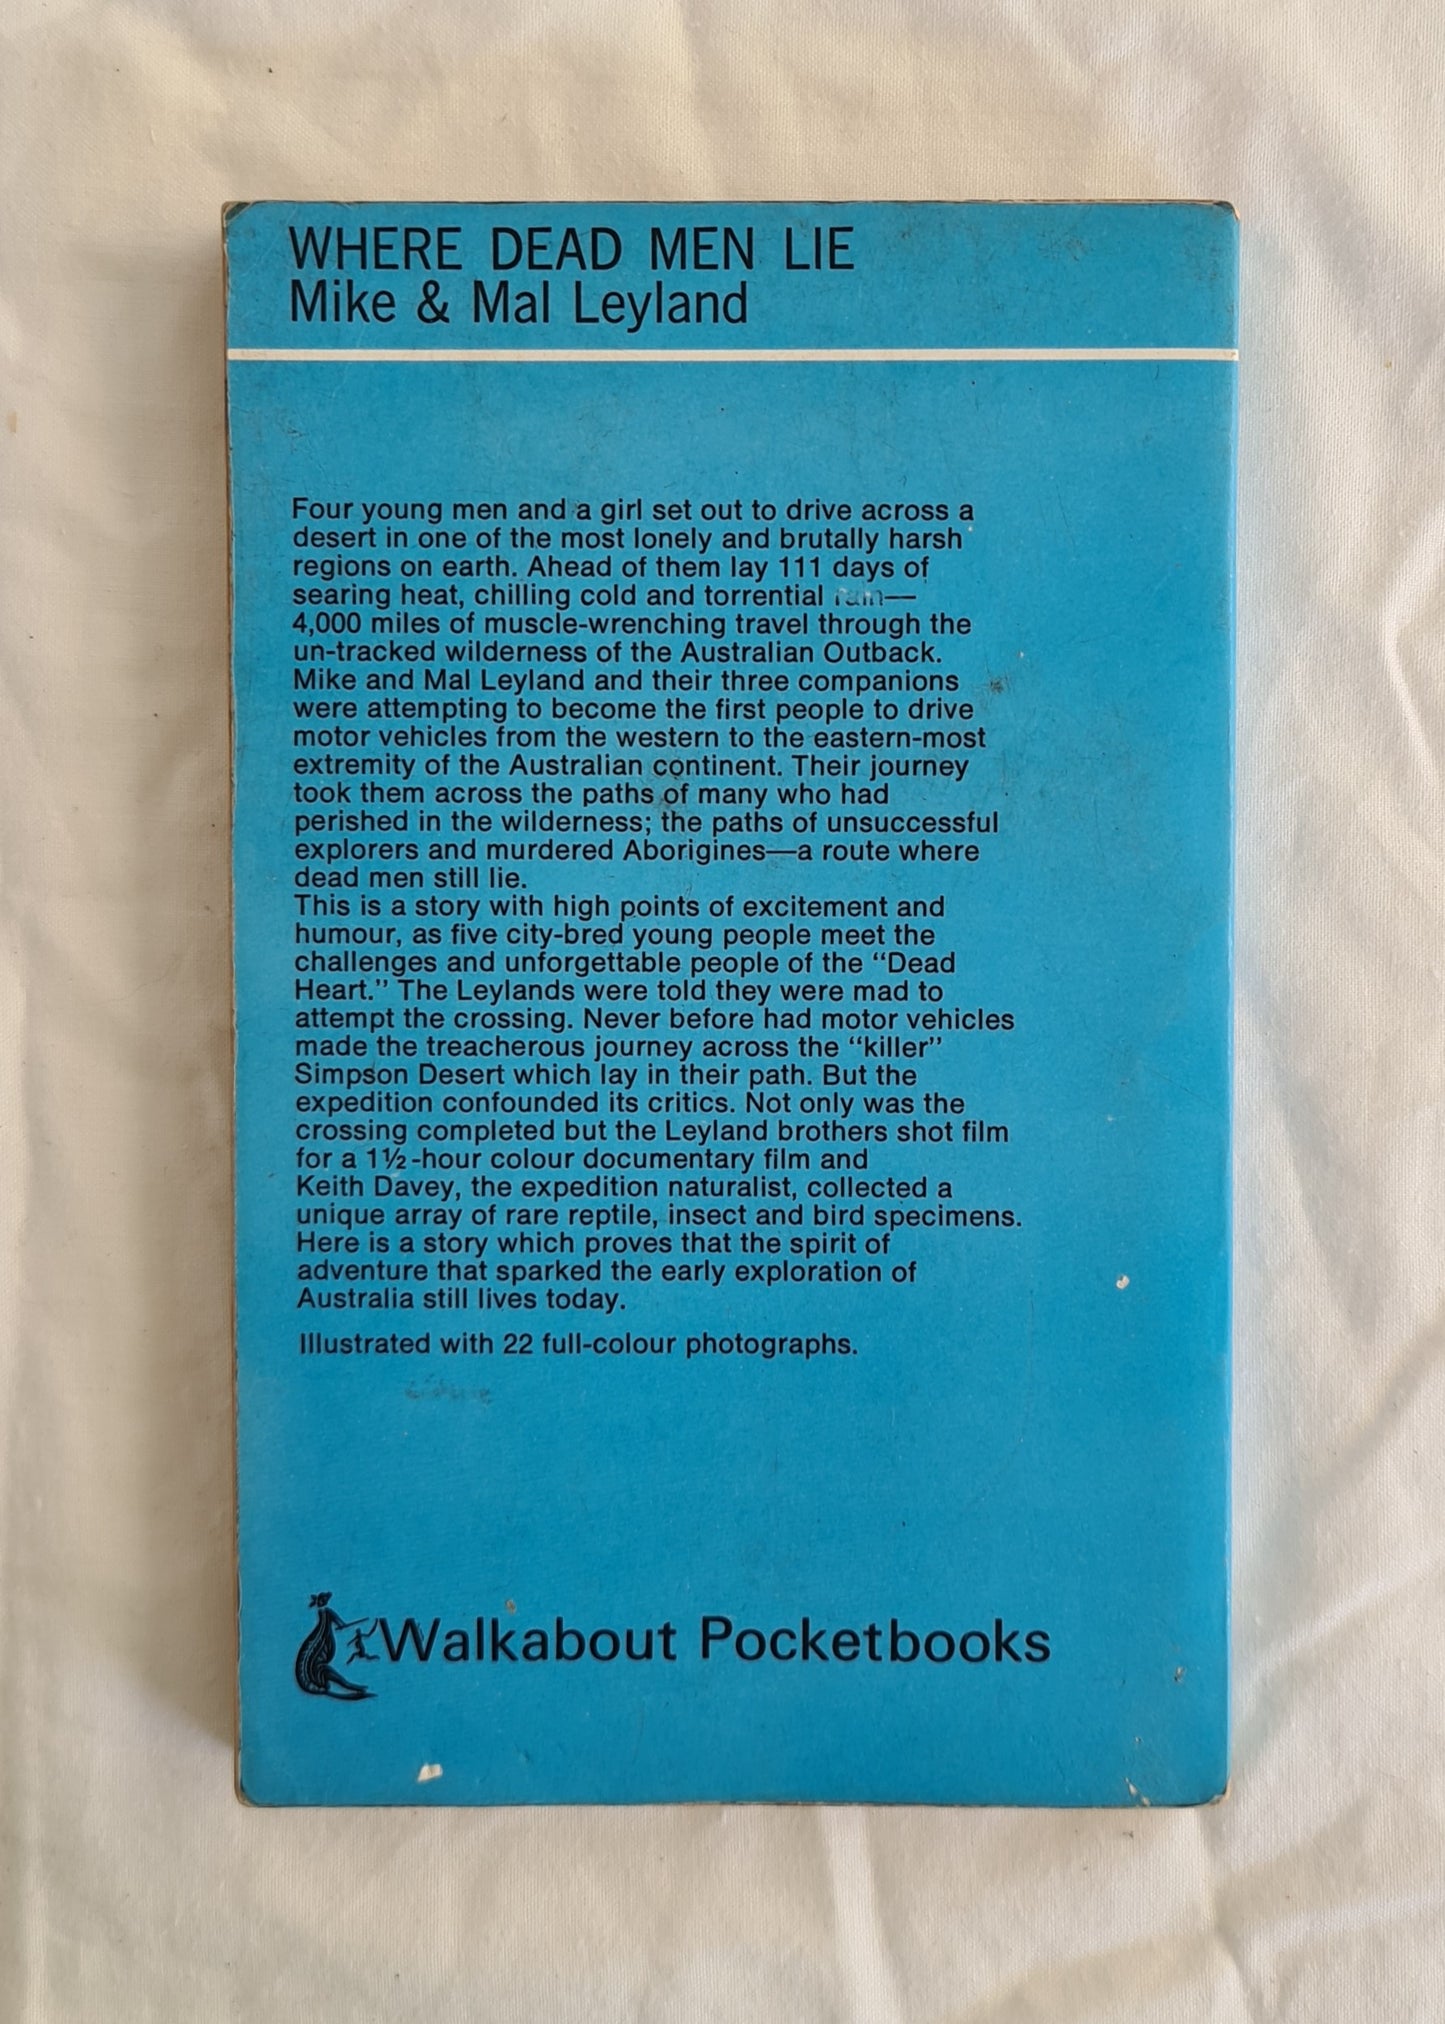 WHERE DEAD MEN LIE
Mike & Mal Leyland
Four young men and a girl set out to drive across a
desert in one of the most lonely and brutally harsh
regions on earth. Ahead of them lay 111 days of
searing heat, chilling cold and torrential rain—
4,000 miles of muscle-wrenching travel through the
un-tracked wilderness of the Australian Outback.
Mike and Mal Leyland and their three companions
were attempting to become the first people to drive
motor vehicles from the western to the eastern-most
extremity of the Australian continent. Their journey
took them across the paths of many who had
perished in the wilderness; the paths of unsuccessful
explorers and murdered Aborigines—a route where
dead men still lie.
This is a story with high points of excitement and
humour, as five city-bred young people meet the
challenges and unforgettable people of the "Dead
Heart." The Leylands were told they were mad to
attempt the crossing. Never before had motor vehicles
made the treacherous journey across the "killer"
Simpson Desert which lay in their path. But the
expedition confounded its critics. Not only was the
crossing completed but the Leyland brothers shot film
for a 1½-hour colour documentary film and
Keith Davey, the expedition naturalist, collected a
unique array of rare reptile, insect and bird specimens.
Here is a story which proves that the spirit of
adventure that sparked the early exploration of
Australia still lives today.
Illustrated with 22 full-colour photographs.
Walkabout Pocketbooks